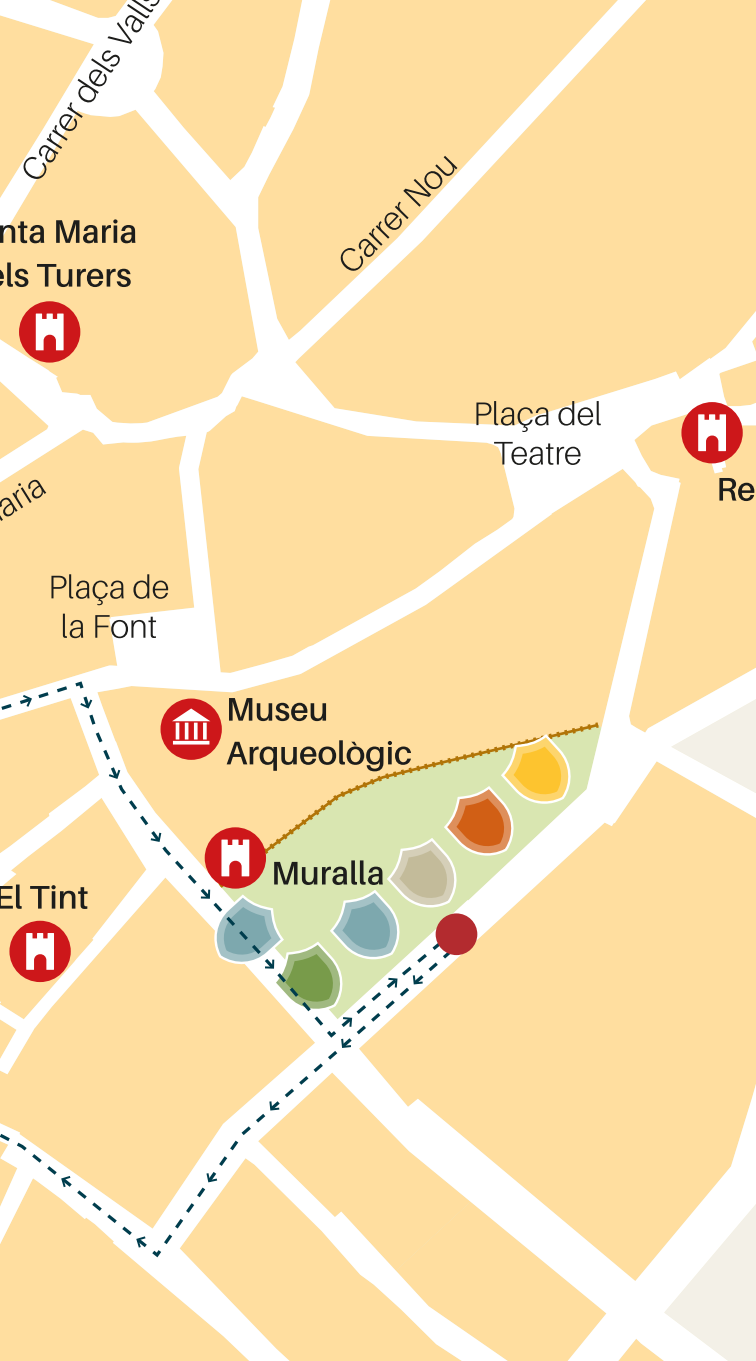 Carrer dels Valls
Carrer Nou
nta Maria
els Turers
Plaça del
Teatre
Re
aria
Plaça de
la Font
Museu
Arqueològic
Muralla
El Tint